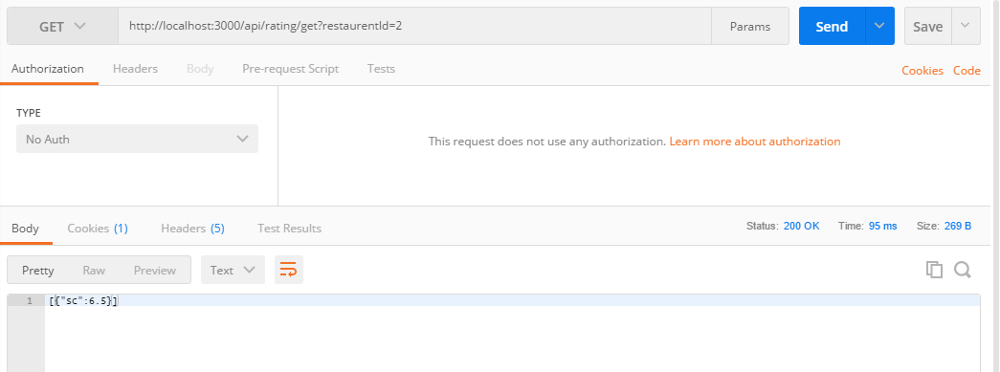 GET http://localhost:3000/api/rating/get?restaurentId=2 Params Send Save
Authorization Headers Body Pre-request Script Tests Cookies Code
TYPE
No Auth
This request does not use any authorization. Learn more about authorization
Body Cookies (1) Headers (5) Test Results Status: 200 OK Time: 95 ms Size: 269 B
Pretty Raw Preview Text
1 [{"sc":6.5}]